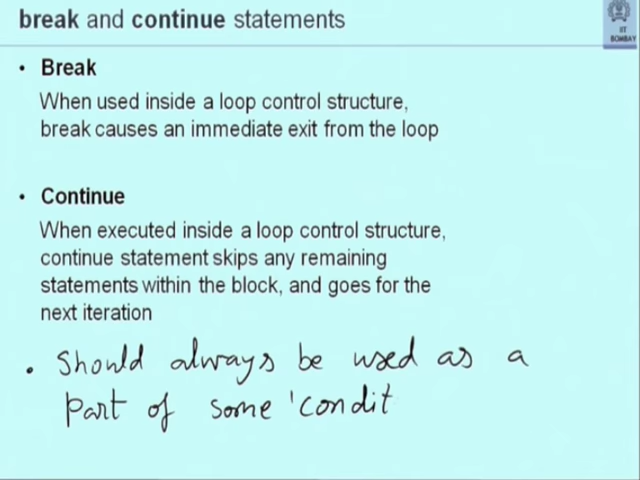 break and continue statements
IIT
BOMBAY
• Break
When used inside a loop control structure,
break causes an immediate exit from the loop
• Continue
When executed inside a loop control structure,
continue statement skips any remaining
statements within the block, and goes for the
next iteration
• Should always be used as a
part of some 'condit